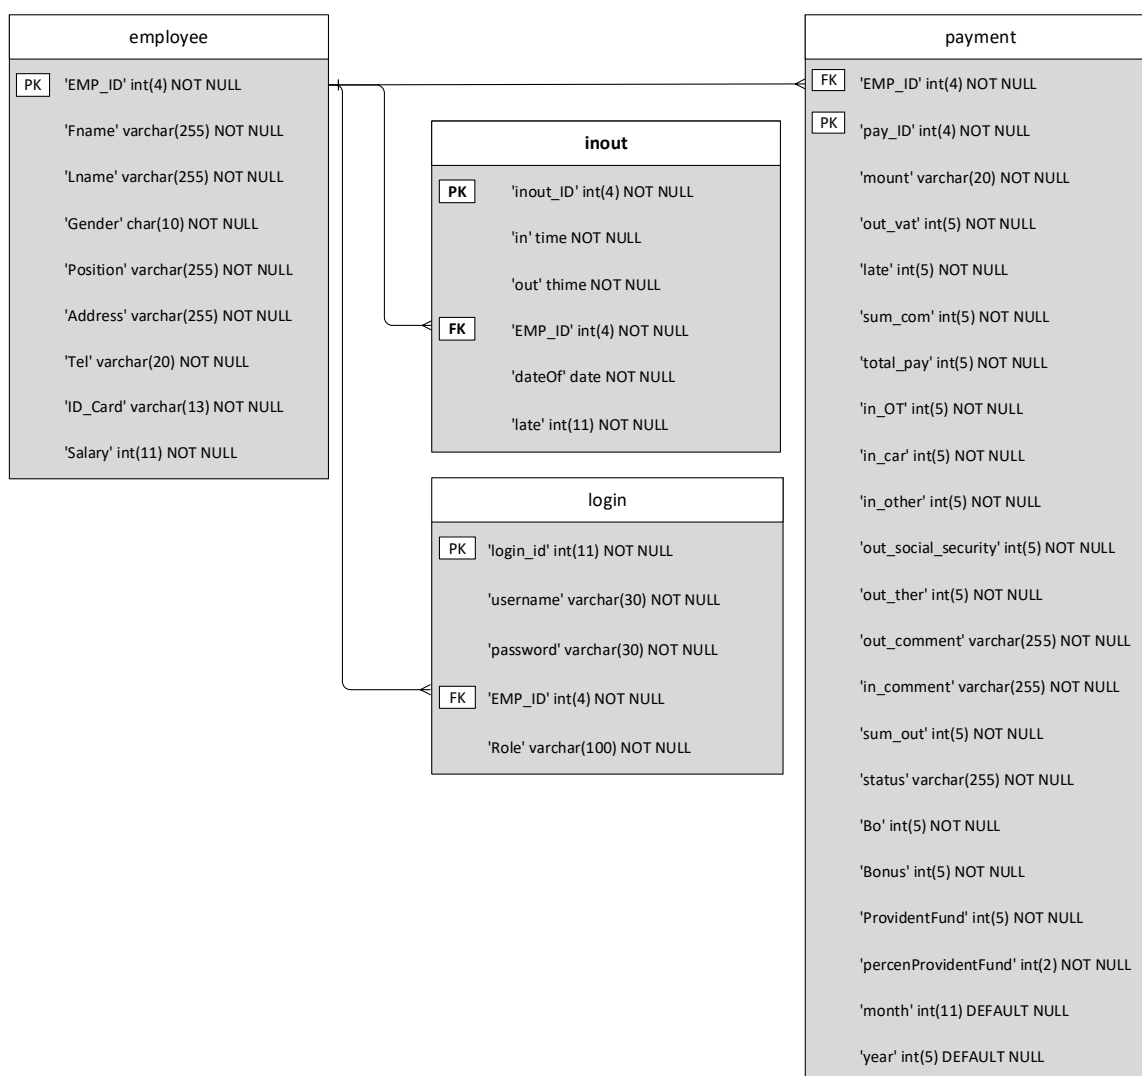 employee
PK 'EMP_ID' int(4) NOT NULL
'Fname' varchar(255) NOT NULL
'Lname' varchar(255) NOT NULL
'Gender' char(10) NOT NULL
'Position' varchar(255) NOT NULL
'Address' varchar(255) NOT NULL
'Tel' varchar(20) NOT NULL
'ID_Card' varchar(13) NOT NULL
'Salary' int(11) NOT NULL
inout
PK 'inout_ID' int(4) NOT NULL
'in' time NOT NULL
'out' thime NOT NULL
FK 'EMP_ID' int(4) NOT NULL
'dateOf' date NOT NULL
'late' int(11) NOT NULL
login
PK 'login_id' int(11) NOT NULL
'username' varchar(30) NOT NULL
'password' varchar(30) NOT NULL
FK 'EMP_ID' int(4) NOT NULL
'Role' varchar(100) NOT NULL
payment
FK 'EMP_ID' int(4) NOT NULL
PK 'pay_ID' int(4) NOT NULL
'mount' varchar(20) NOT NULL
'out_vat' int(5) NOT NULL
'late' int(5) NOT NULL
'sum_com' int(5) NOT NULL
'total_pay' int(5) NOT NULL
'in_OT' int(5) NOT NULL
'in_car' int(5) NOT NULL
'in_other' int(5) NOT NULL
'out_social_security' int(5) NOT NULL
'out_ther' int(5) NOT NULL
'out_comment' varchar(255) NOT NULL
'in_comment' varchar(255) NOT NULL
'sum_out' int(5) NOT NULL
'status' varchar(255) NOT NULL
'Bo' int(5) NOT NULL
'Bonus' int(5) NOT NULL
'ProvidentFund' int(5) NOT NULL
'percenProvidentFund' int(2) NOT NULL
'month' int(11) DEFAULT NULL
'year' int(5) DEFAULT NULL